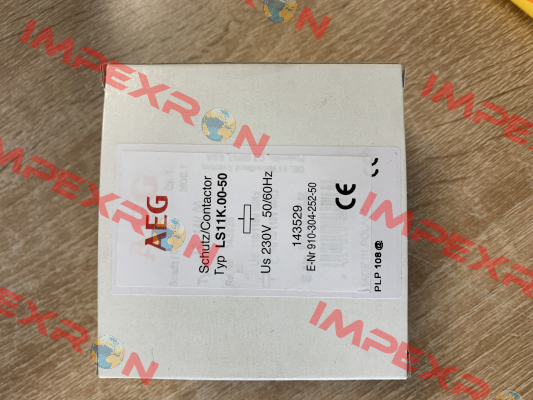 AEG
Schutz/Contactor
Typ LS11K.00-50
Us 230V 50/60Hz
143529
E-Nr 910-304-252-50
CE
PLP 108@
IMPEXRON
IMPEXRON
IMPEXRON
IMPEXRON